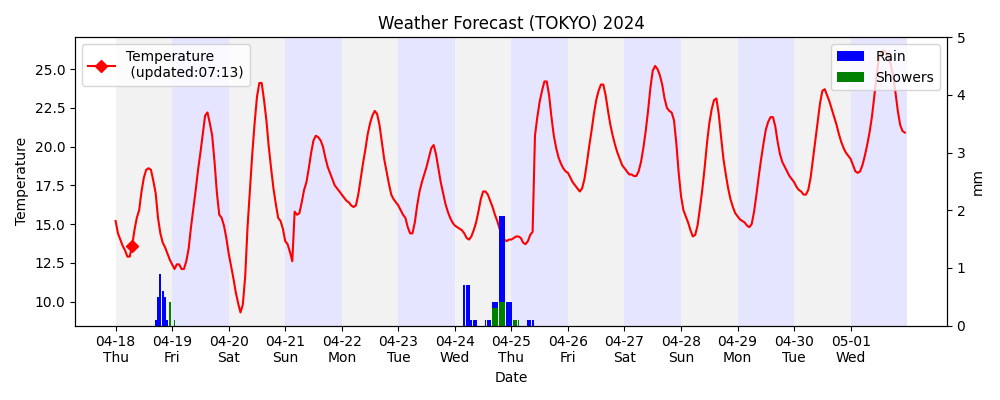 Weather Forecast (TOKYO) 2024
Temperature
(updated:07:13)
Rain
Showers
Temperature
25.0
22.5
20.0
17.5
15.0
12.5
10.0
5
4
3
2
1
0
mm
04-18 04-19 04-20 04-21 04-22 04-23 04-24 04-25 04-26 04-27 04-28 04-29 04-30 05-01
Thu Fri Sat Sun Mon Tue Wed Thu Fri Sat Sun Mon Tue Wed
Date